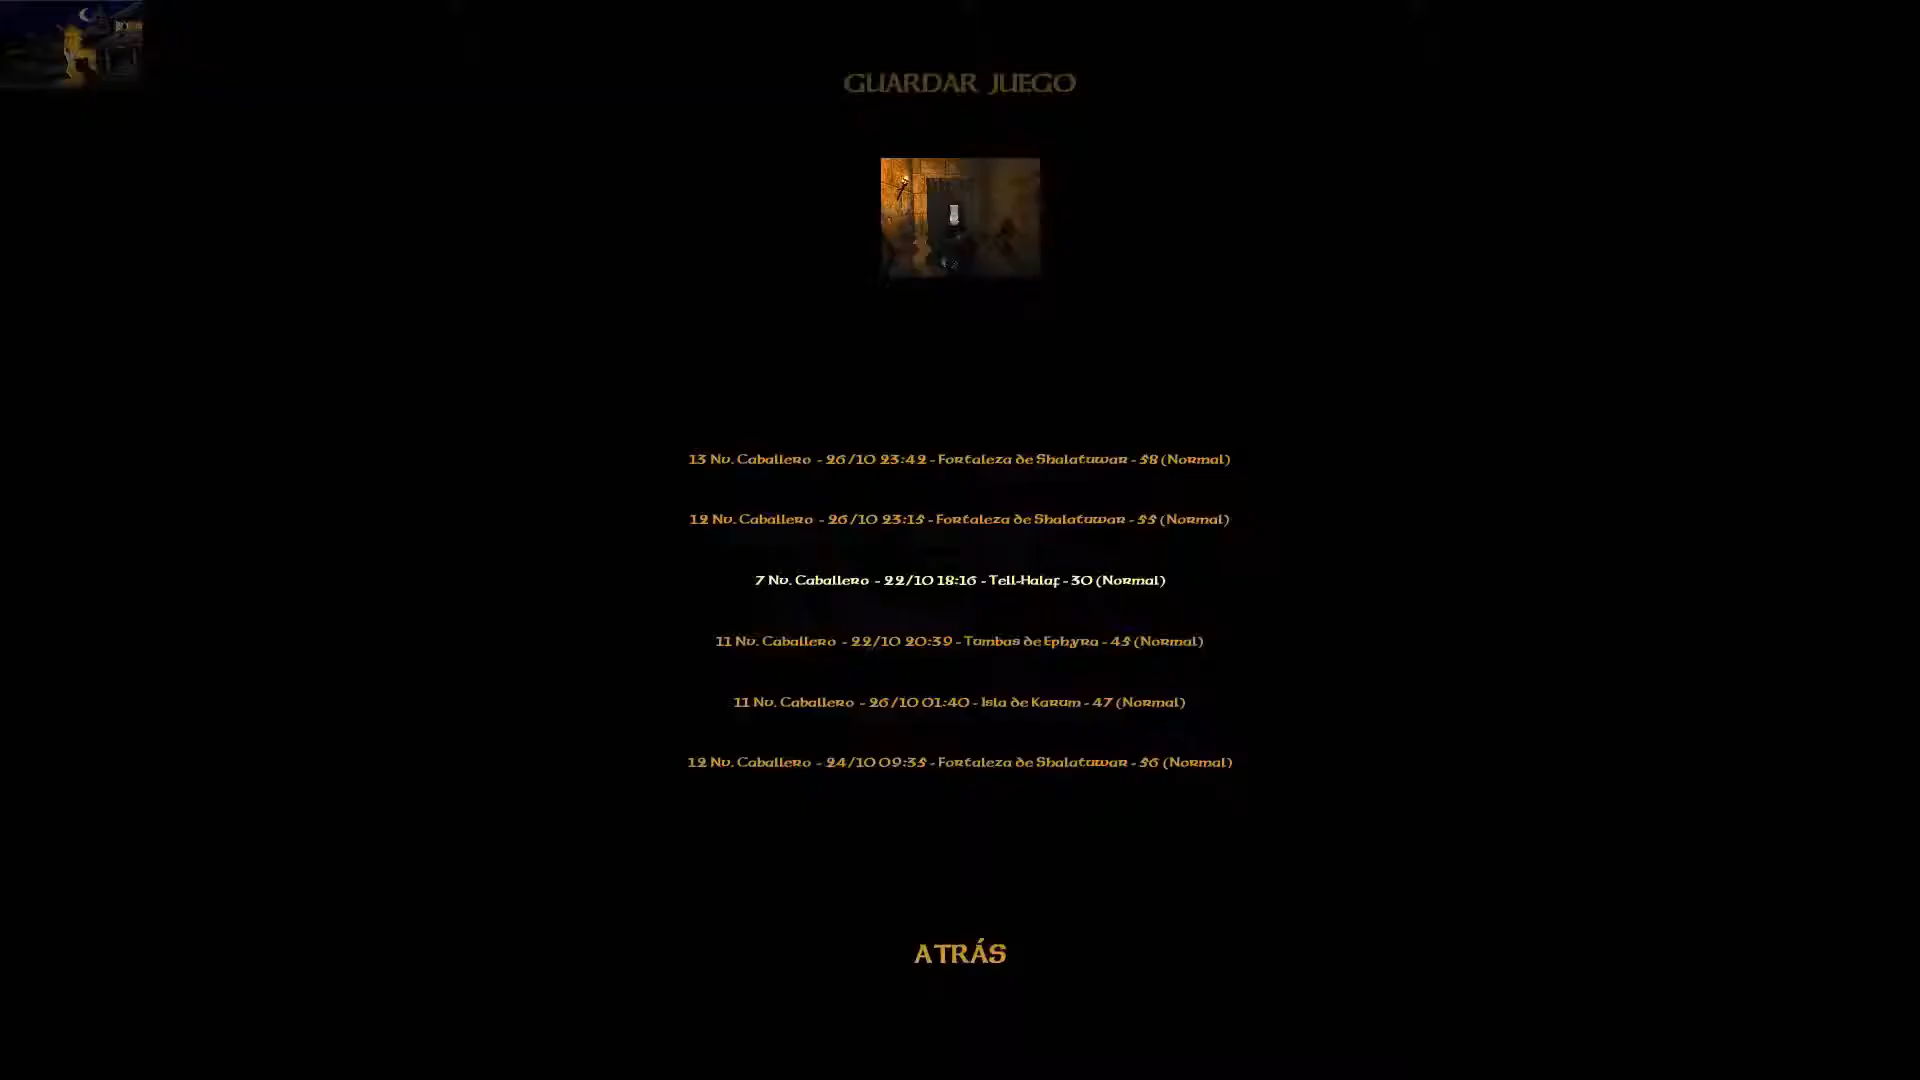 GUARDAR JUEGO
13 Nv. Caballero - 26/10 23:42 - Fortaleza de Shalatuwar - 58 (Normal)
12 Nv. Caballero - 26/10 23:15 - Fortaleza de Shalatuwar - 55 (Normal)
7 Nv. Caballero - 22/10 18:16 - Tell-Halaf - 30 (Normal)
11 Nv. Caballero - 22/10 20:39 - Tumbas de Ephyra - 45 (Normal)
11 Nv. Caballero - 26/10 01:40 - Isla de Karum - 47 (Normal)
12 Nv. Caballero - 24/10 09:35 - Fortaleza de Shalatuwar - 56 (Normal)
ATRÁS